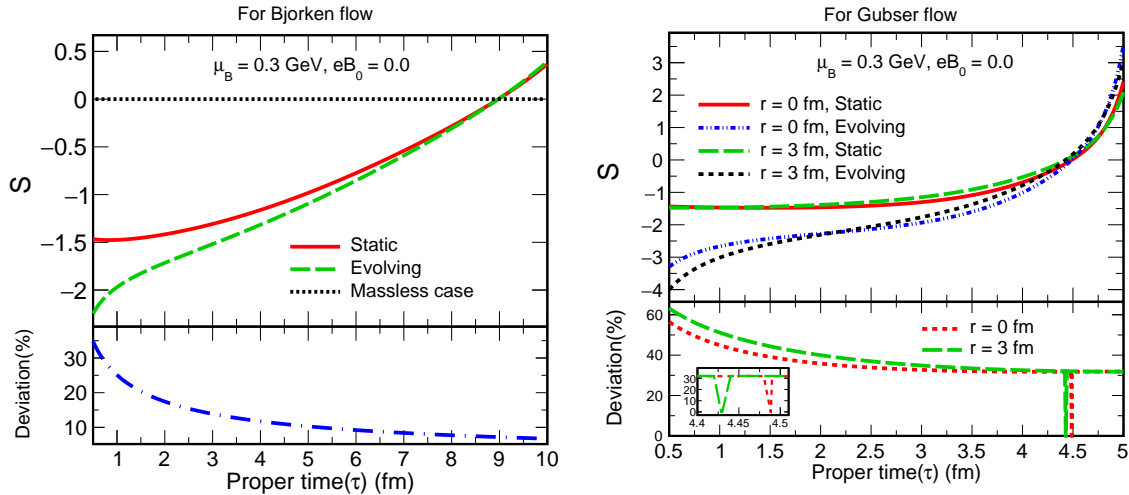 For Bjorken flow
μ_B = 0.3 GeV, eB_0 = 0.0
0.5
0
−0.5
−1
−1.5
−2
S
Static
Evolving
Massless case
30
20
10
Deviation(%)
1 2 3 4 5 6 7 8 9 10
Proper time(τ) (fm)
For Gubser flow
μ_B = 0.3 GeV, eB_0 = 0.0
3
2
1
0
−1
−2
−3
−4
S
r = 0 fm, Static
r = 0 fm, Evolving
r = 3 fm, Static
r = 3 fm, Evolving
60
40
20
0
Deviation(%)
r = 0 fm
r = 3 fm
30
20
10
0
4.4 4.45 4.5
0.5 1 1.5 2 2.5 3 3.5 4 4.5 5
Proper time(τ) (fm)